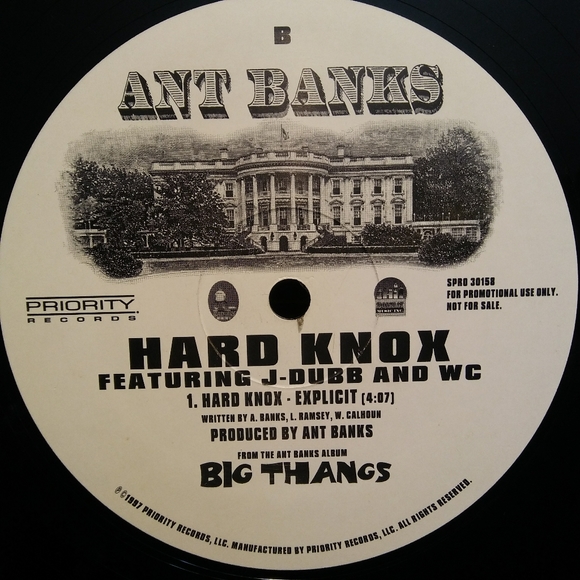 B
ANT BANKS
PRIORITY
RECORDS
SPRO 30158
FOR PROMOTIONAL USE ONLY.
NOT FOR SALE.
HARD KNOX
FEATURING J-DUBB AND WC
1. HARD KNOX - EXPLICIT (4:07)
WRITTEN BY A. BANKS, L. RAMSEY, W. CALHOUN
PRODUCED BY ANT BANKS
FROM THE ANT BANKS ALBUM
BIG THANGS
℗©1997 PRIORITY RECORDS, LLC. MANUFACTURED BY PRIORITY RECORDS, LLC. ALL RIGHTS RESERVED.